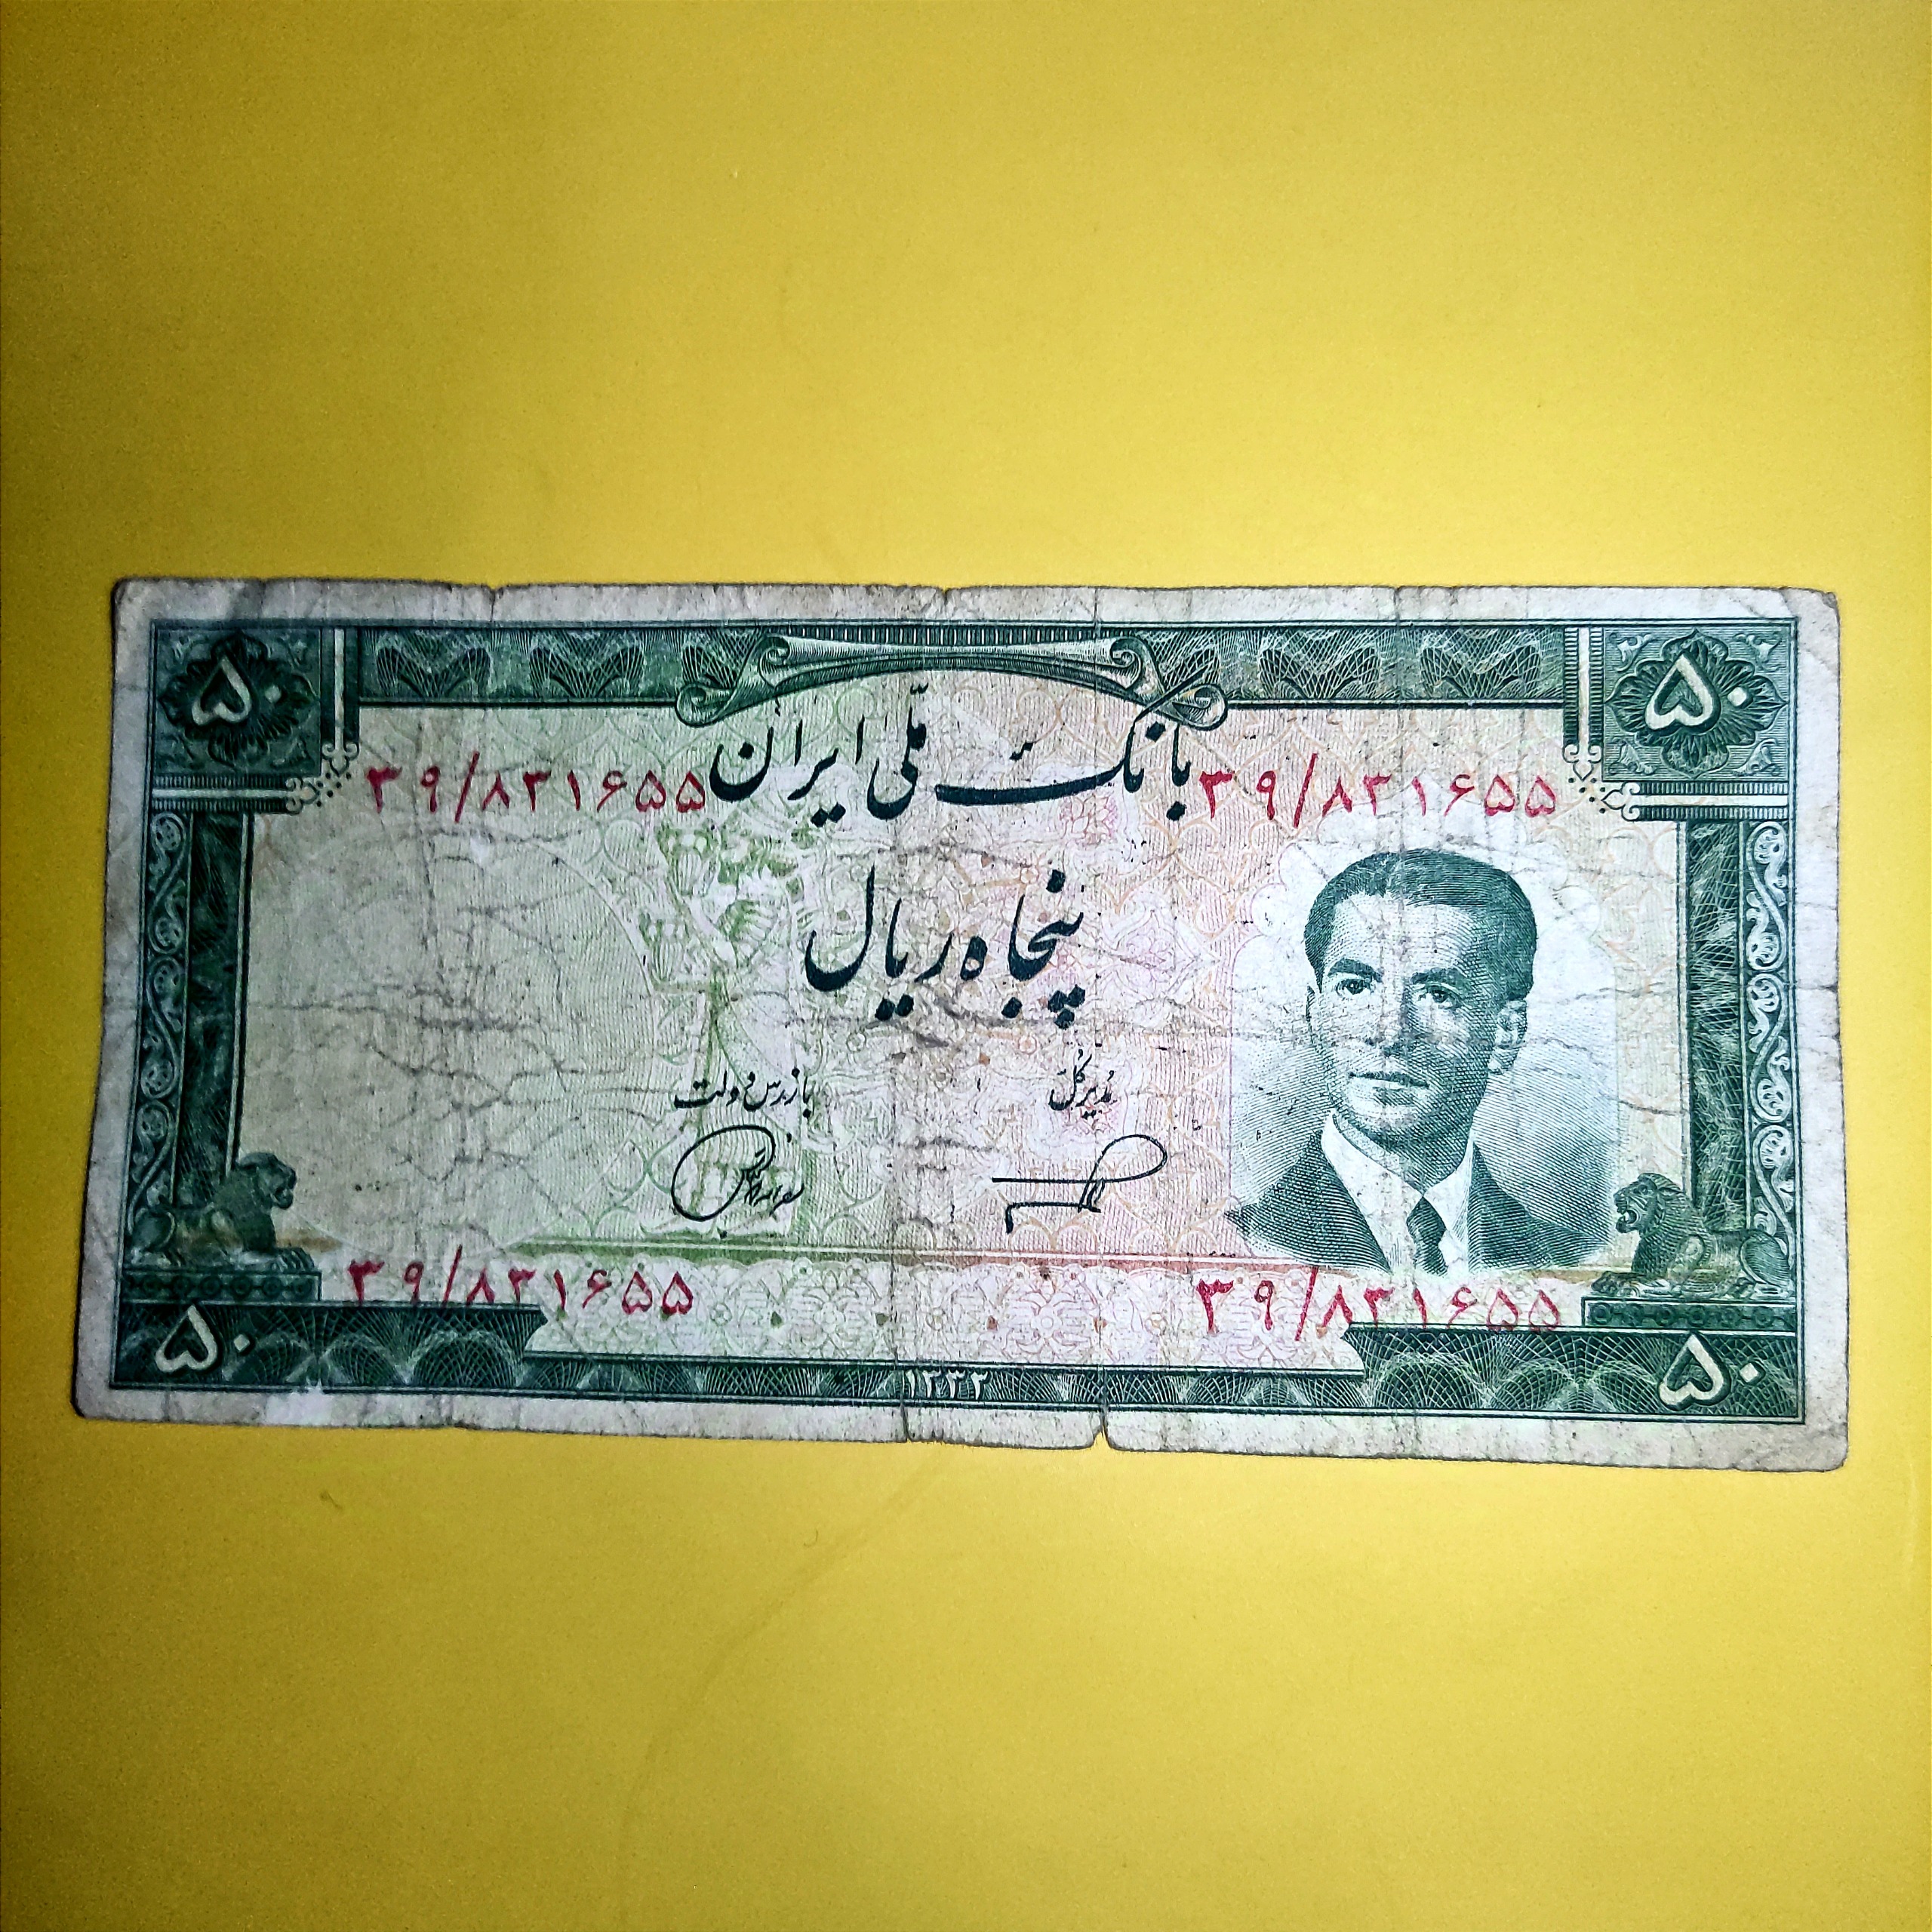 ۵۰ ۵۰
بانک ملّی ایران
۳۹/۸۳۱۶۵۵ ۳۹/۸۳۱۶۵۵
پنجاه ریال
مدیر کل بازرس دولت
۳۹/۸۳۱۶۵۵ ۳۹/۸۳۱۶۵۵
۵۰ ۵۰
۱۳۳۲